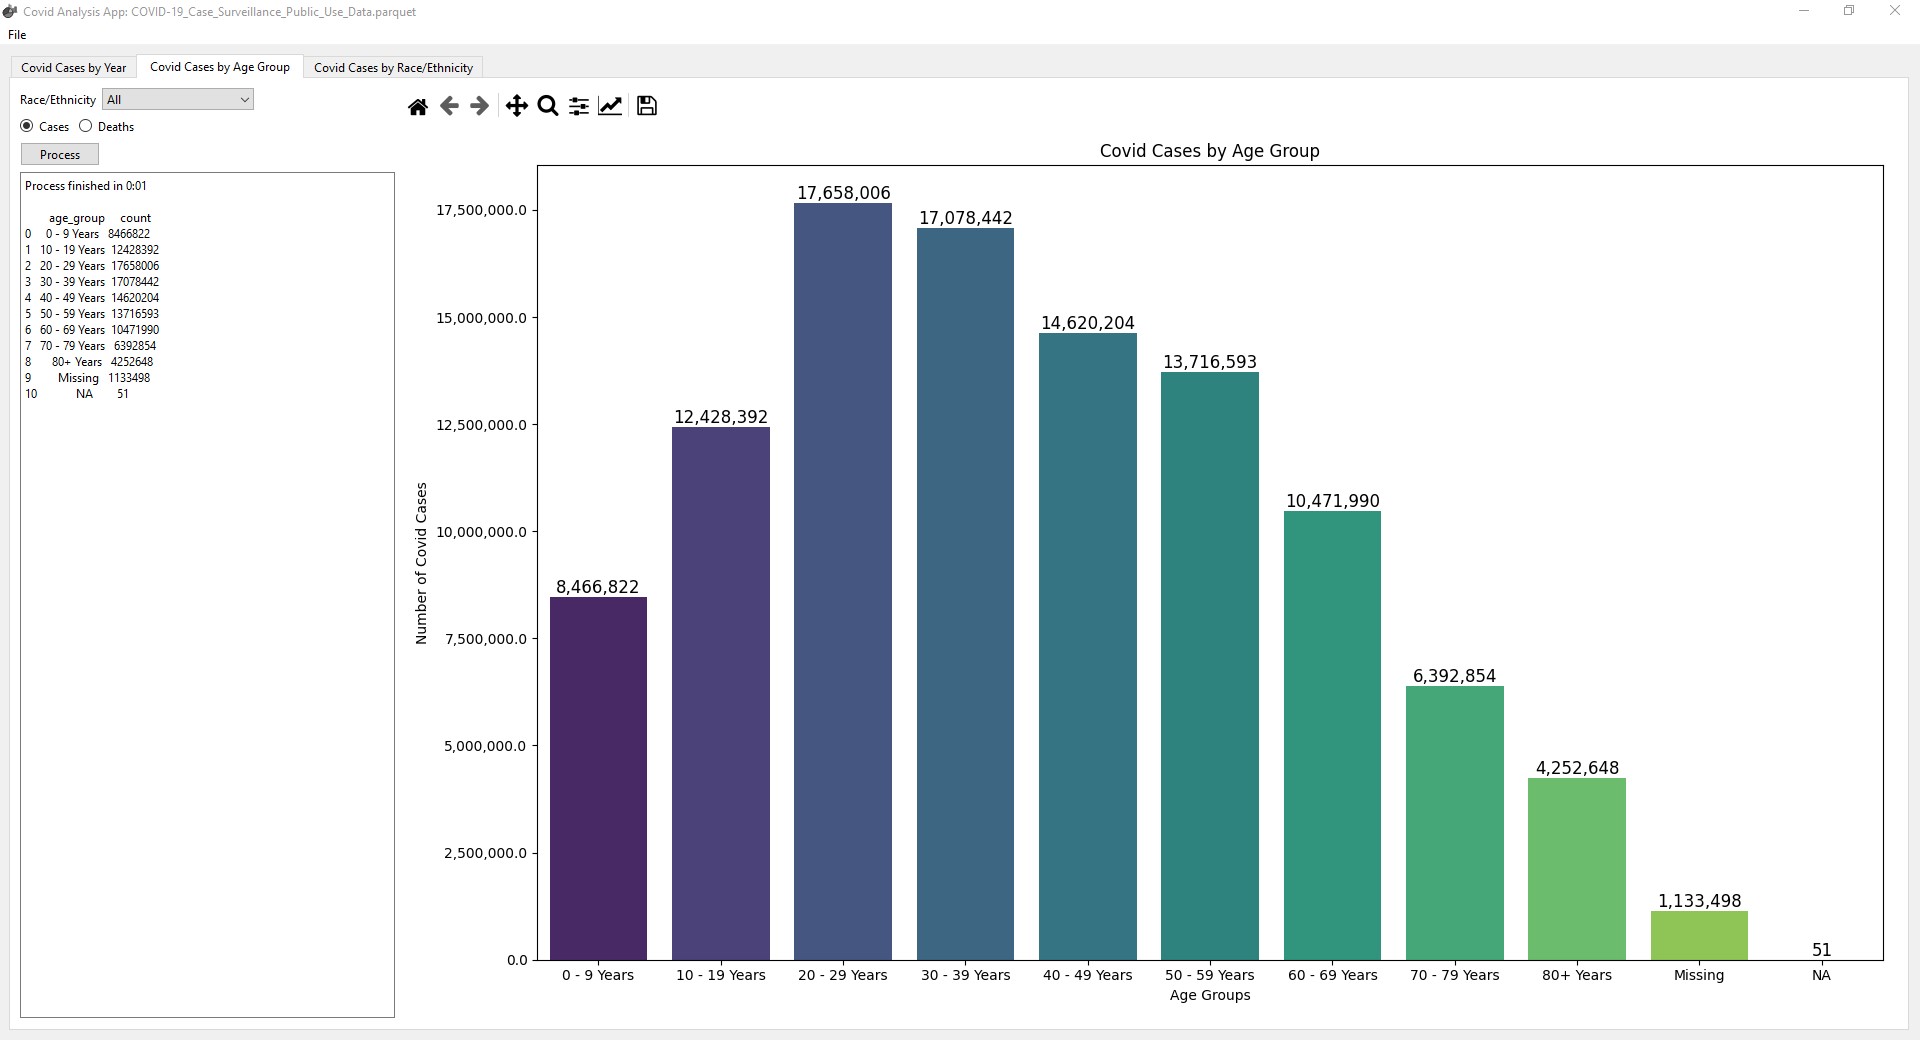 Covid Analysis App: COVID-19_Case_Surveillance_Public_Use_Data.parquet
File
Covid Cases by Year
Covid Cases by Age Group
Covid Cases by Race/Ethnicity
Race/Ethnicity All
Cases Deaths
Process
Process finished in 0:01
age_group count
0 0 - 9 Years 8466822
1 10 - 19 Years 12428392
2 20 - 29 Years 17658006
3 30 - 39 Years 17078442
4 40 - 49 Years 14620204
5 50 - 59 Years 13716593
6 60 - 69 Years 10471990
7 70 - 79 Years 6392854
8 80+ Years 4252648
9 Missing 1133498
10 NA 51
Covid Cases by Age Group
Number of Covid Cases
17,500,000.0
15,000,000.0
12,500,000.0
10,000,000.0
7,500,000.0
5,000,000.0
2,500,000.0
0.0
8,466,822
12,428,392
17,658,006
17,078,442
14,620,204
13,716,593
10,471,990
6,392,854
4,252,648
1,133,498
51
0 - 9 Years
10 - 19 Years
20 - 29 Years
30 - 39 Years
40 - 49 Years
50 - 59 Years
60 - 69 Years
70 - 79 Years
80+ Years
Missing
NA
Age Groups